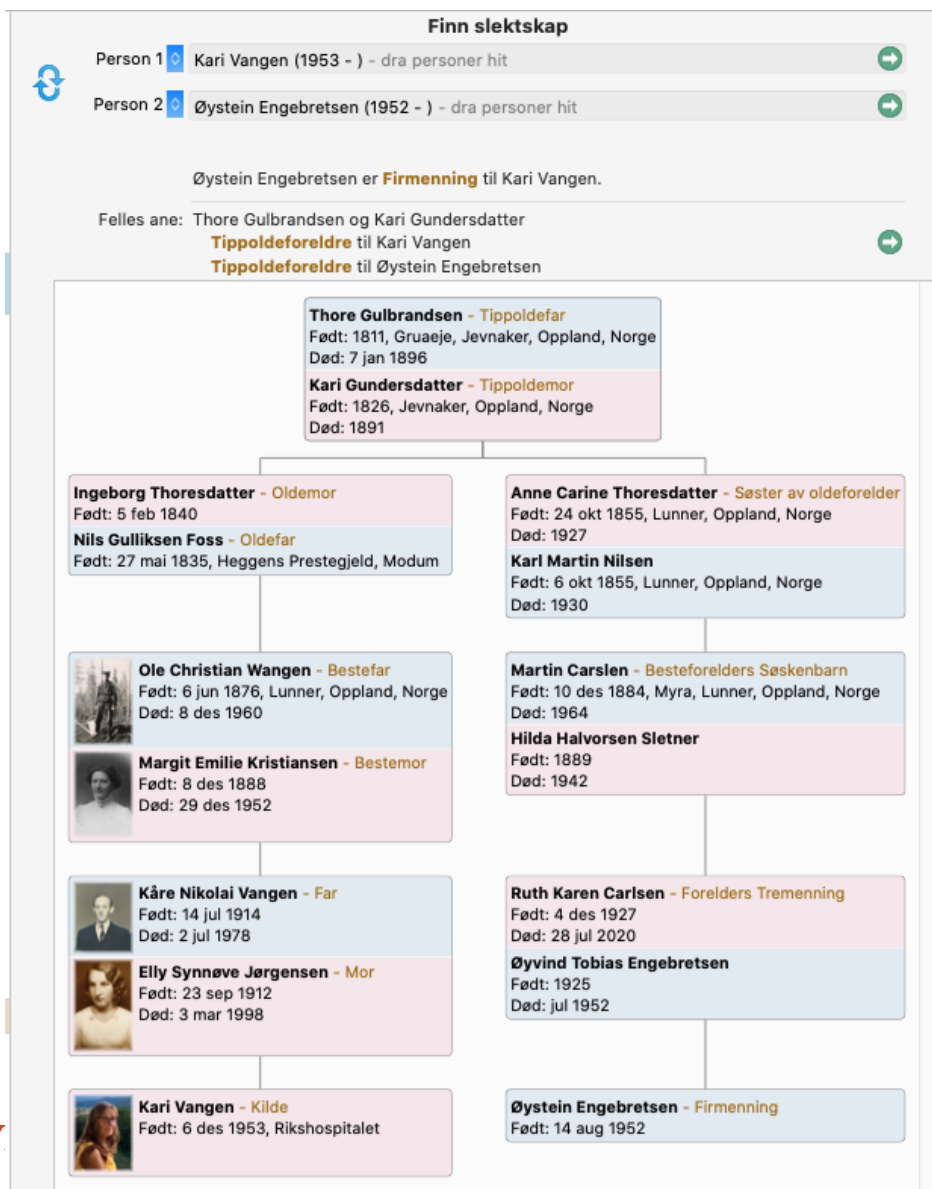 Finn slektskap
Person 1 Kari Vangen (1953 - ) - dra personer hit
Person 2 Øystein Engebretsen (1952 - ) - dra personer hit
Øystein Engebretsen er Firmenning til Kari Vangen.
Felles ane: Thore Gulbrandsen og Kari Gundersdatter
Tippoldeforeldre til Kari Vangen
Tippoldeforeldre til Øystein Engebretsen
Thore Gulbrandsen - Tippoldefar
Født: 1811, Gruaeje, Jevnaker, Oppland, Norge
Død: 7 jan 1896
Kari Gundersdatter - Tippoldemor
Født: 1826, Jevnaker, Oppland, Norge
Død: 1891
Ingeborg Thoresdatter - Oldemor
Født: 5 feb 1840
Nils Gulliksen Foss - Oldefar
Født: 27 mai 1835, Heggens Prestegjeld, Modum
Anne Carine Thoresdatter - Søster av oldeforelder
Født: 24 okt 1855, Lunner, Oppland, Norge
Død: 1927
Karl Martin Nilsen
Født: 6 okt 1855, Lunner, Oppland, Norge
Død: 1930
Ole Christian Wangen - Bestefar
Født: 6 jun 1876, Lunner, Oppland, Norge
Død: 8 des 1960
Margit Emilie Kristiansen - Bestemor
Født: 8 des 1888
Død: 29 des 1952
Martin Carslen - Besteforelders Søskenbarn
Født: 10 des 1884, Myra, Lunner, Oppland, Norge
Død: 1964
Hilda Halvorsen Sletner
Født: 1889
Død: 1942
Kåre Nikolai Vangen - Far
Født: 14 jul 1914
Død: 2 jul 1978
Elly Synnøve Jørgensen - Mor
Født: 23 sep 1912
Død: 3 mar 1998
Ruth Karen Carlsen - Forelders Tremenning
Født: 4 des 1927
Død: 28 jul 2020
Øyvind Tobias Engebretsen
Født: 1925
Død: jul 1952
Kari Vangen - Kilde
Født: 6 des 1953, Rikshospitalet
Øystein Engebretsen - Firmenning
Født: 14 aug 1952